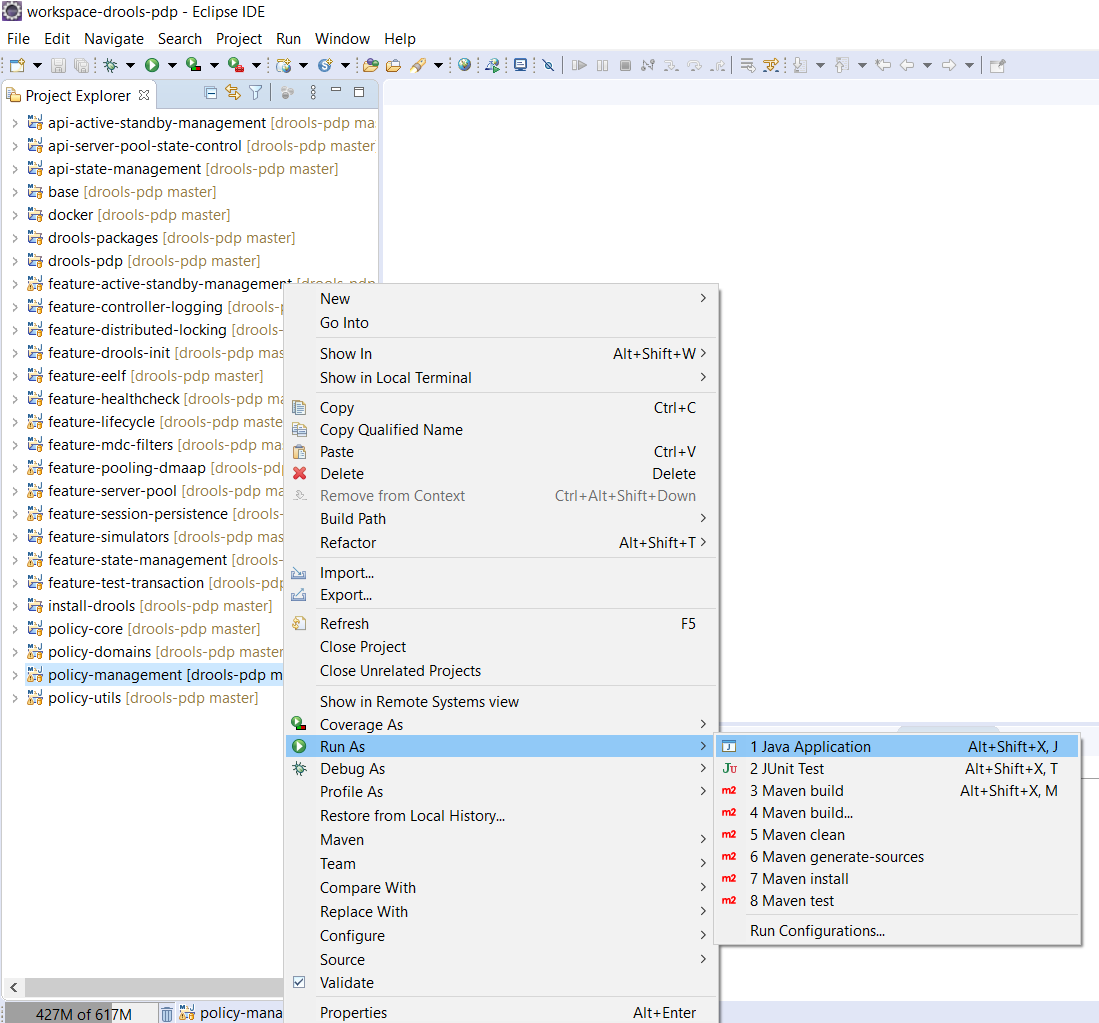 workspace-drools-pdp - Eclipse IDE
File Edit Navigate Search Project Run Window Help
Project Explorer
api-active-standby-management [drools-pdp ma
api-server-pool-state-control [drools-pdp master
api-state-management [drools-pdp master]
base [drools-pdp master]
docker [drools-pdp master]
drools-packages [drools-pdp master]
drools-pdp [drools-pdp master]
feature-active-standby-management [drools-pdp
feature-controller-logging [drools-p
feature-distributed-locking [drools-
feature-drools-init [drools-pdp mas
feature-eelf [drools-pdp master]
feature-healthcheck [drools-pdp ma
feature-lifecycle [drools-pdp maste
feature-mdc-filters [drools-pdp mas
feature-pooling-dmaap [drools-pdp
feature-server-pool [drools-pdp ma
feature-session-persistence [drools-
feature-simulators [drools-pdp mas
feature-state-management [drools-
feature-test-transaction [drools-pdp
install-drools [drools-pdp master]
policy-core [drools-pdp master]
policy-domains [drools-pdp master
policy-management [drools-pdp m
policy-utils [drools-pdp master]
427M of 617M
policy-mana
New
Go Into
Show In Alt+Shift+W
Show in Local Terminal
Copy Ctrl+C
Copy Qualified Name
Paste Ctrl+V
Delete Delete
Remove from Context Ctrl+Alt+Shift+Down
Build Path
Refactor Alt+Shift+T
Import...
Export...
Refresh F5
Close Project
Close Unrelated Projects
Show in Remote Systems view
Coverage As
Run As
Debug As
Profile As
Restore from Local History...
Maven
Team
Compare With
Replace With
Configure
Source
Validate
Properties Alt+Enter
1 Java Application Alt+Shift+X, J
2 JUnit Test Alt+Shift+X, T
3 Maven build Alt+Shift+X, M
4 Maven build...
5 Maven clean
6 Maven generate-sources
7 Maven install
8 Maven test
Run Configurations...